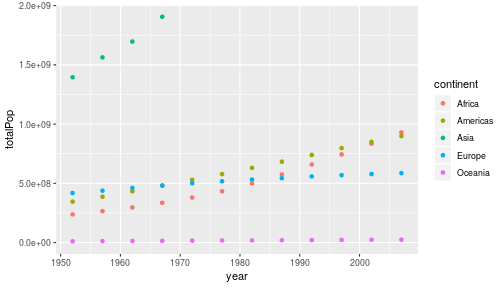 2.0e+09
1.5e+09
1.0e+09
5.0e+08
0.0e+00
totalPop
1950 1960 1970 1980 1990 2000
year
continent
Africa
Americas
Asia
Europe
Oceania